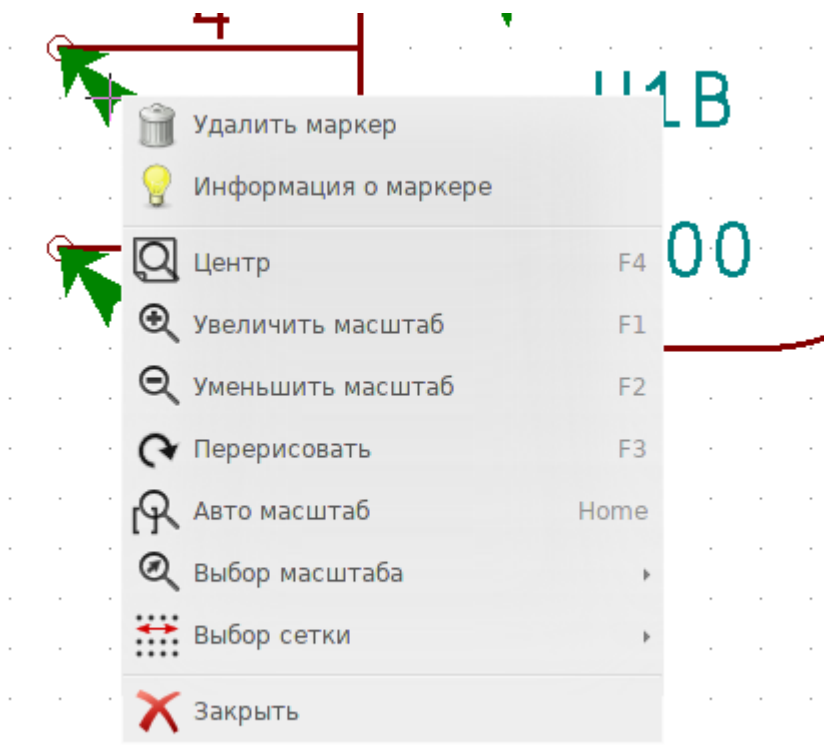 4
1B
Удалить маркер
Информация о маркере
Центр F4
00
Увеличить масштаб F1
Уменьшить масштаб F2
Перерисовать F3
Авто масштаб Home
Выбор масштаба
Выбор сетки
Закрыть